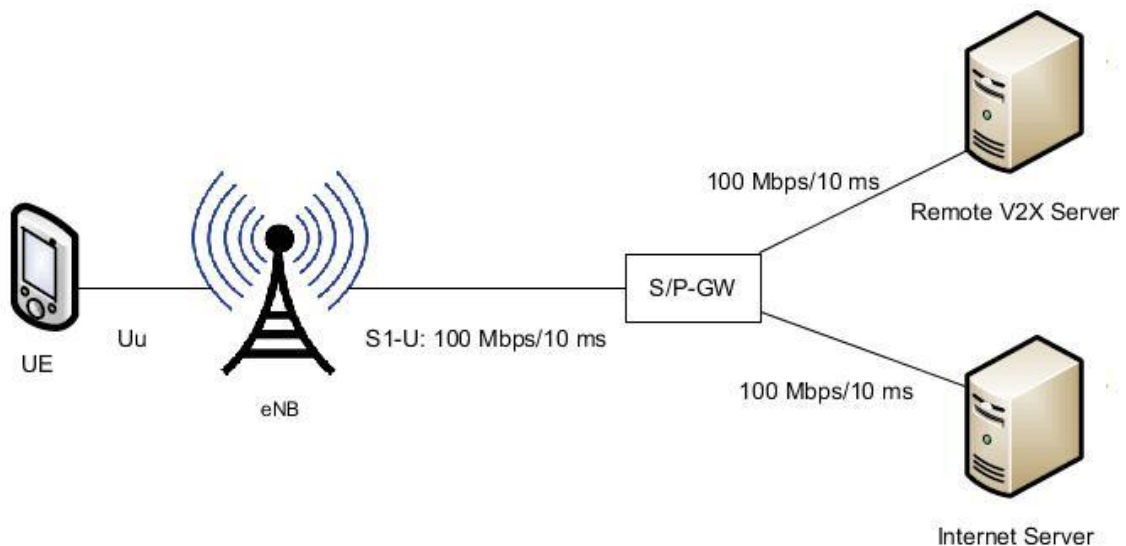 100 Mbps/10 ms
Remote V2X Server
S/P-GW
Uu
S1-U: 100 Mbps/10 ms
UE
eNB
100 Mbps/10 ms
Internet Server